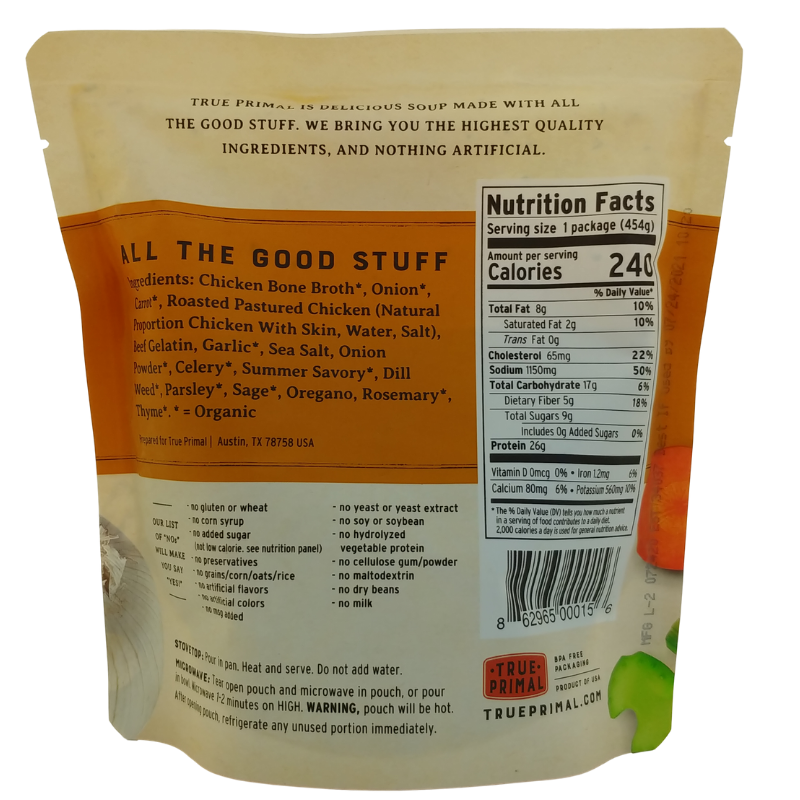 TRUE PRIMAL IS DELICIOUS SOUP MADE WITH ALL
THE GOOD STUFF. WE BRING YOU THE HIGHEST QUALITY
INGREDIENTS, AND NOTHING ARTIFICIAL.
ALL THE GOOD STUFF
Ingredients: Chicken Bone Broth*, Onion*,
Carrot*, Roasted Pastured Chicken (Natural
Proportion Chicken With Skin, Water, Salt),
Beef Gelatin, Garlic*, Sea Salt, Onion
Powder*, Celery*, Summer Savory*, Dill
Weed*, Parsley*, Sage*, Oregano, Rosemary*,
Thyme*. * = Organic
Prepared for True Primal | Austin, TX 78758 USA
OUR LIST
OF "NOs"
WILL MAKE
YOU SAY
"YES!"
- no gluten or wheat
- no corn syrup
- no added sugar
(not low calorie. see nutrition panel)
- no preservatives
- no grains/corn/oats/rice
- no artificial flavors
- no artificial colors
- no msg added
- no yeast or yeast extract
- no soy or soybean
- no hydrolyzed
vegetable protein
- no cellulose gum/powder
- no maltodextrin
- no dry beans
- no milk
STOVETOP: Pour in pan. Heat and serve. Do not add water.
MICROWAVE: Tear open pouch and microwave in pouch, or pour
in bowl. Microwave 1-2 minutes on HIGH. WARNING, pouch will be hot.
After opening pouch, refrigerate any unused portion immediately.
Nutrition Facts
Serving size 1 package (454g)
Amount per serving
Calories 240
% Daily Value*
Total Fat 8g 10%
Saturated Fat 2g 10%
Trans Fat 0g
Cholesterol 65mg 22%
Sodium 1150mg 50%
Total Carbohydrate 17g 6%
Dietary Fiber 5g 18%
Total Sugars 9g
Includes 0g Added Sugars 0%
Protein 26g
Vitamin D 0mcg 0% • Iron 1.2mg 6%
Calcium 80mg 6% • Potassium 560mg 10%
* The % Daily Value (DV) tells you how much a nutrient
in a serving of food contributes to a daily diet.
2,000 calories a day is used for general nutrition advice.
8 62965 00015 6
TRUE
PRIMAL
BPA FREE
PACKAGING
PRODUCT OF USA
TRUEPRIMAL.COM
MFG L-2